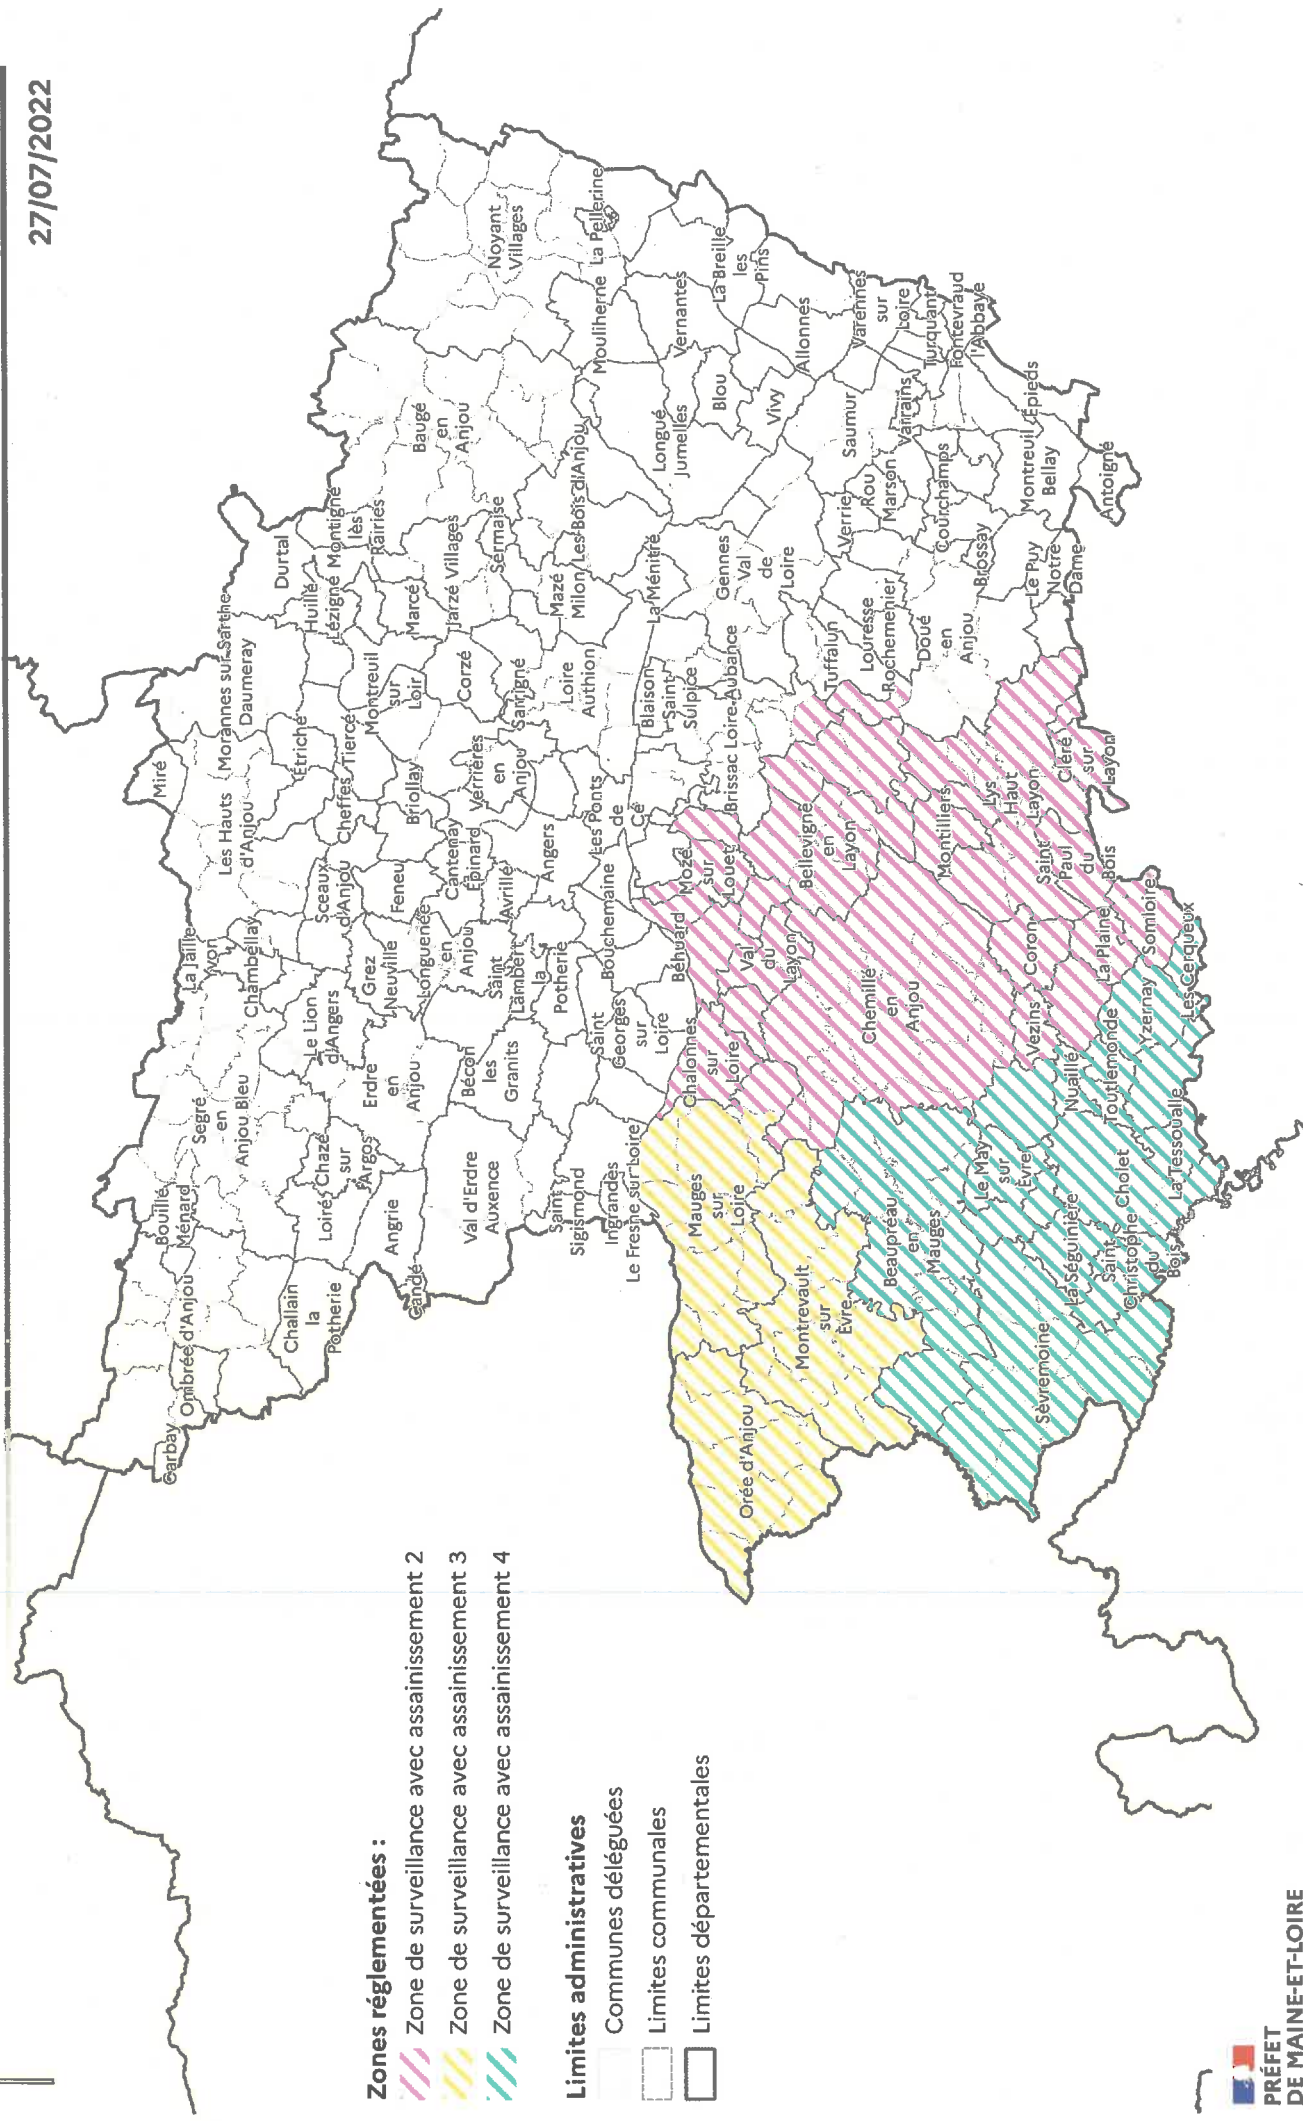 27/07/2022
Zones réglementées :
Zone de surveillance avec assainissement 2
Zone de surveillance avec assainissement 3
Zone de surveillance avec assainissement 4
Limites administratives
Communes déléguées
Limites communales
Limites départementales
PRÉFET
DE MAINE-ET-LOIRE
Carbay
Ombrée d'Anjou
Bouillé
Ménard
Segré
en
Anjou Bleu
La Jaille
Yvon
Chambellay
Miré
Les Hauts
d'Anjou
Morannes sur Sarthe
Daumeray
Durtal
Challain
la
Potherie
Loiré
Chazé
sur
Argos
Le Lion
d'Angers
Sceaux
d'Anjou
Étriché
Cheffes
Tiercé
Huillé
Lézigné
Montigné
lès
Rairies
Candé
Angrie
Erdre
en
Anjou
Grez
Neuville
Feneu
Briollay
Montreuil
sur
Loir
Marcé
Jarzé Villages
Baugé
en
Anjou
Noyant
Villages
Val d'Erdre
Auxence
Bécon
les
Granits
Longuenée
en
Anjou
Cantenay
Épinard
Verrières
en
Anjou
Corzé
Sarrigné
Sermaise
Saint
Sigismond
Saint
Lambert
la
Potherie
Avrillé
Angers
Loire
Authion
Mazé
Milon
Les Bois d'Anjou
Mouliherne
La Pellerine
Ingrandes
Le Fresne sur Loire
Saint
Georges
sur
Loire
Bouchemaine
Les Ponts
de
Cé
Béhuard
Blaison
Saint
Sulpice
La Ménitré
Longué
Jumelles
Vernantes
La Breille
les
Pins
Blou
Vivy
Allonnes
Orée d'Anjou
Mauges
sur
Loire
Montrevault
sur
Èvre
Chalonnes
sur
Loire
Val
du
Layon
Mozé
sur
Louet
Brissac Loire Aubance
Gennes
Val
de
Loire
Saumur
Varennes
sur
Loire
Turquant
Fontevraud
l'Abbaye
Varrains
Verrie
Rou
Marson
Tuffalun
Louresse
Rochemenier
Doué
en
Anjou
Courchamps
Brossay
Le Puy
Notre
Dame
Montreuil
Bellay
Épieds
Antoigné
Bellevigne
en
Layon
Chemillé
en
Anjou
Beaupréau
en
Mauges
Le May
sur
Èvre
Sèvremoine
La Séguinière
Saint
Christophe
du
Bois
Cholet
La Tessoualle
Nuaillé
Toutlemonde
Vezins
Coron
Yzernay
La Plaine
Somloire
Les Cerqueux
Montilliers
Lys
Haut
Layon
Saint
Paul
du
Bois
Cléré
sur
Layon